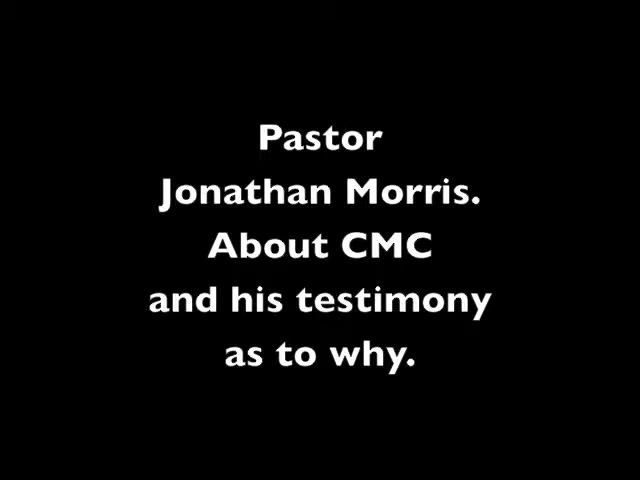 Pastor
Jonathan Morris.
About CMC
and his testimony
as to why.